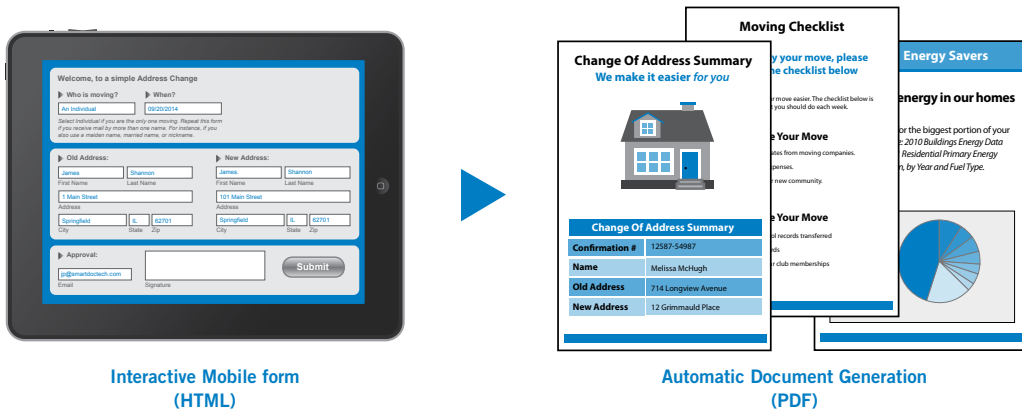 Welcome, to a simple Address Change
Who is moving?
When?
An Individual
09/20/2014
Select Individual if you are the only one moving. Repeat this form
if you receive mail by more than one name. For instance, if you
also use a maiden name, married name, or nickname.
Old Address:
James
Shannon
First Name
Last Name
1 Main Street
Address
Springfield
IL
62701
City
State
Zip
New Address:
James.
Shannon
First Name
Last Name
101 Main Street
Address
Springfield
IL
62701
City
State
Zip
Approval:
jp@smartdoctech.com
Email
Signature
Submit
Interactive Mobile form
(HTML)
Change Of Address Summary
We make it easier for you
Change Of Address Summary
Confirmation # 12587-54987
Name Melissa McHugh
Old Address 714 Longview Avenue
New Address 12 Grimmauld Place
Moving Checklist
y your move, please
ne checklist below
r move easier. The checklist below is
t you should do each week.
e Your Move
ates from moving companies.
penses.
r new community.
e Your Move
ol records transferred
rds
r club memberships
Energy Savers
energy in our homes
or the biggest portion of your
e: 2010 Buildings Energy Data
Residential Primary Energy
n, by Year and Fuel Type.
Automatic Document Generation
(PDF)